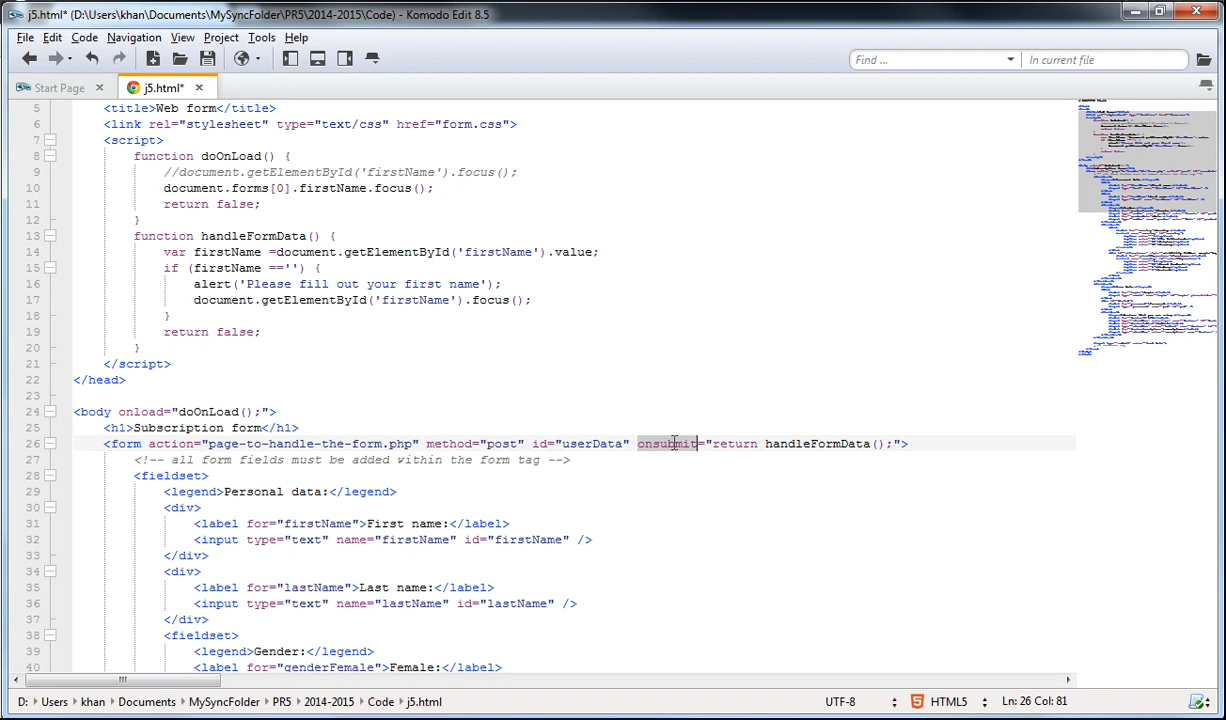 j5.html* (D:\Users\khan\Documents\MySyncFolder\PR5\2014-2015\Code) - Komodo Edit 8.5
File Edit Code Navigation View Project Tools Help
Find ... In current file
Start Page j5.html*
5 <title>Web form</title>
6 <link rel="stylesheet" type="text/css" href="form.css">
7 <script>
8 function doOnLoad() {
9 //document.getElementById('firstName').focus();
10 document.forms[0].firstName.focus();
11 return false;
12 }
13 function handleFormData() {
14 var firstName =document.getElementById('firstName').value;
15 if (firstName =='') {
16 alert('Please fill out your first name');
17 document.getElementById('firstName').focus();
18 }
19 return false;
20 }
21 </script>
22 </head>
23
24 <body onload="doOnLoad();">
25 <h1>Subscription form</h1>
26 <form action="page-to-handle-the-form.php" method="post" id="userData" onsubmit="return handleFormData();">
27 <!-- all form fields must be added within the form tag -->
28 <fieldset>
29 <legend>Personal data:</legend>
30 <div>
31 <label for="firstName">First name:</label>
32 <input type="text" name="firstName" id="firstName" />
33 </div>
34 <div>
35 <label for="lastName">Last name:</label>
36 <input type="text" name="lastName" id="lastName" />
37 </div>
38 <fieldset>
39 <legend>Gender:</legend>
40 <label for="genderFemale">Female:</label>
D: Users khan Documents MySyncFolder PR5 2014-2015 Code j5.html UTF-8 HTML5 Ln: 26 Col: 81